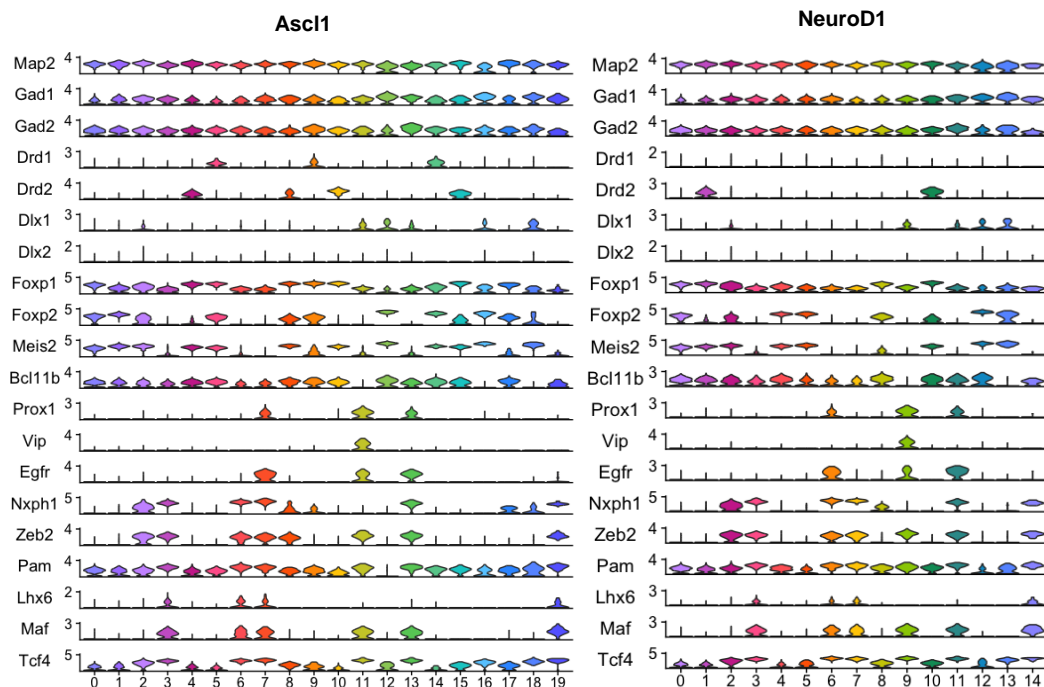 Ascl1 NeuroD1
Map2 4 Map2 4
Gad1 4 Gad1 4
Gad2 4 Gad2 4
Drd1 3 Drd1 2
Drd2 4 Drd2 3
Dlx1 3 Dlx1 3
Dlx2 2 Dlx2 2
Foxp1 5 Foxp1 5
Foxp2 5 Foxp2 5
Meis2 5 Meis2 5
Bcl11b 4 Bcl11b 3
Prox1 3 Prox1 3
Vip 4 Vip 4
Egfr 4 Egfr 3
Nxph1 5 Nxph1 5
Zeb2 4 Zeb2 4
Pam 4 Pam 4
Lhx6 2 Lhx6 3
Maf 3 Maf 3
Tcf4 5 Tcf4 5
0 1 2 3 4 5 6 7 8 9 10 11 12 13 14 15 16 17 18 19 0 1 2 3 4 5 6 7 8 9 10 11 12 13 14